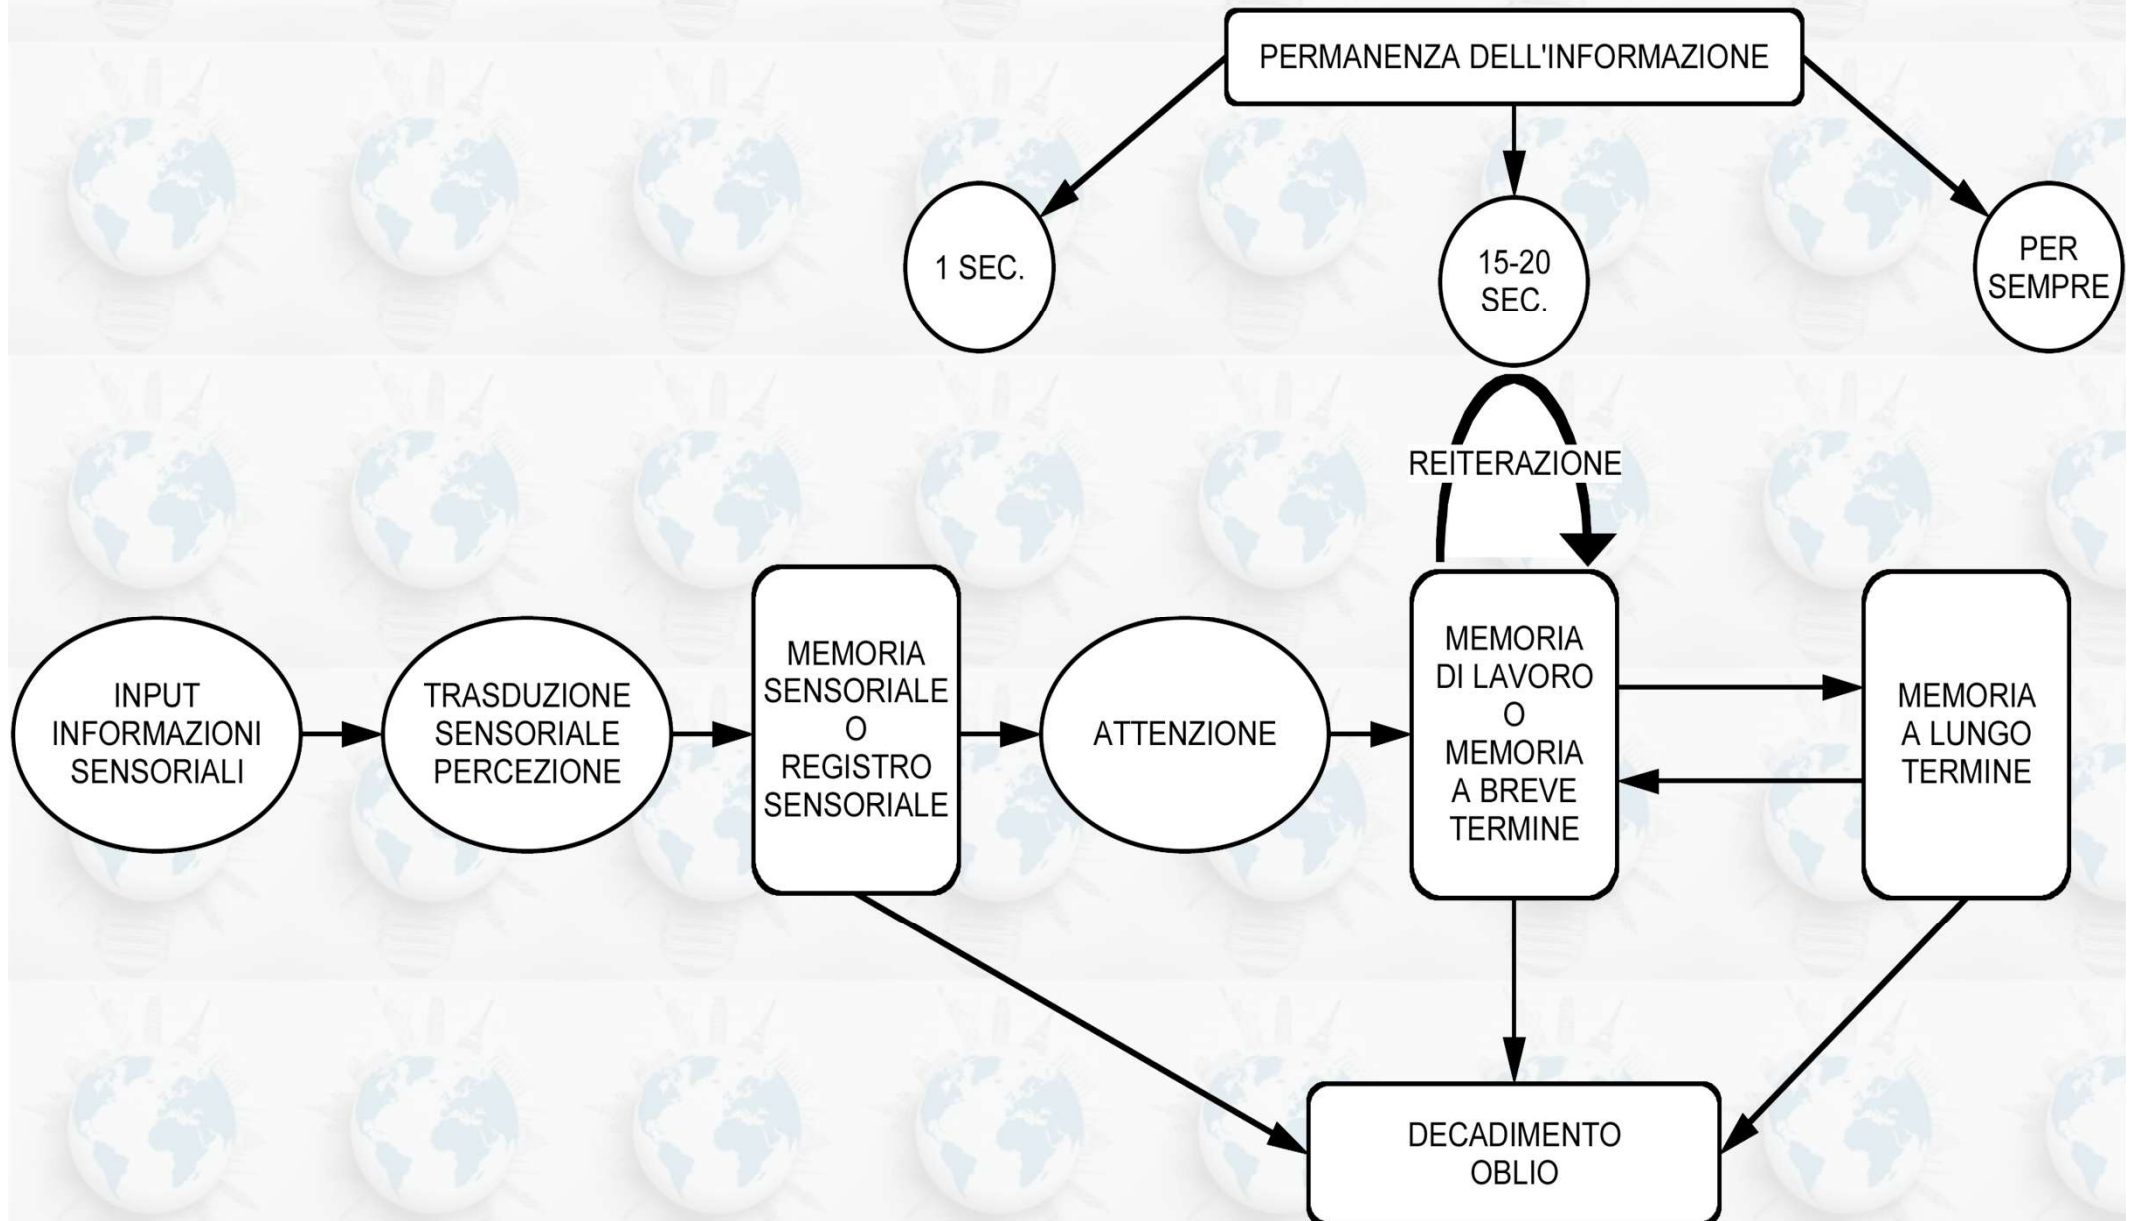 PERMANENZA DELL'INFORMAZIONE
1 SEC.
15-20
SEC.
PER
SEMPRE
REITERAZIONE
INPUT
INFORMAZIONI
SENSORIALI
TRASDUZIONE
SENSORIALE
PERCEZIONE
MEMORIA
SENSORIALE
O
REGISTRO
SENSORIALE
ATTENZIONE
MEMORIA
DI LAVORO
O
MEMORIA
A BREVE
TERMINE
MEMORIA
A LUNGO
TERMINE
DECADIMENTO
OBLIO